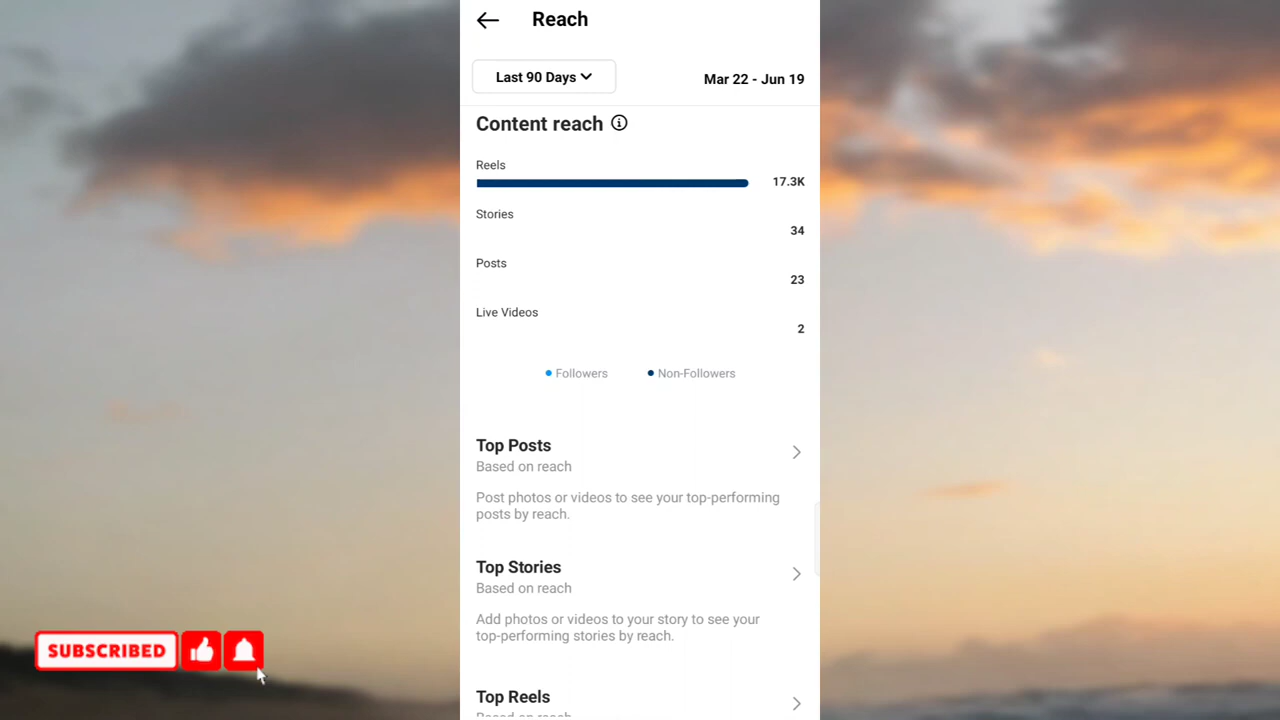 Reach
Last 90 Days
Mar 22 - Jun 19
Content reach
Reels
17.3K
Stories
34
Posts
23
Live Videos
2
Followers
Non-Followers
Top Posts
Based on reach
Post photos or videos to see your top-performing
posts by reach.
Top Stories
Based on reach
Add photos or videos to your story to see your
top-performing stories by reach.
Top Reels
Based on reach
SUBSCRIBED